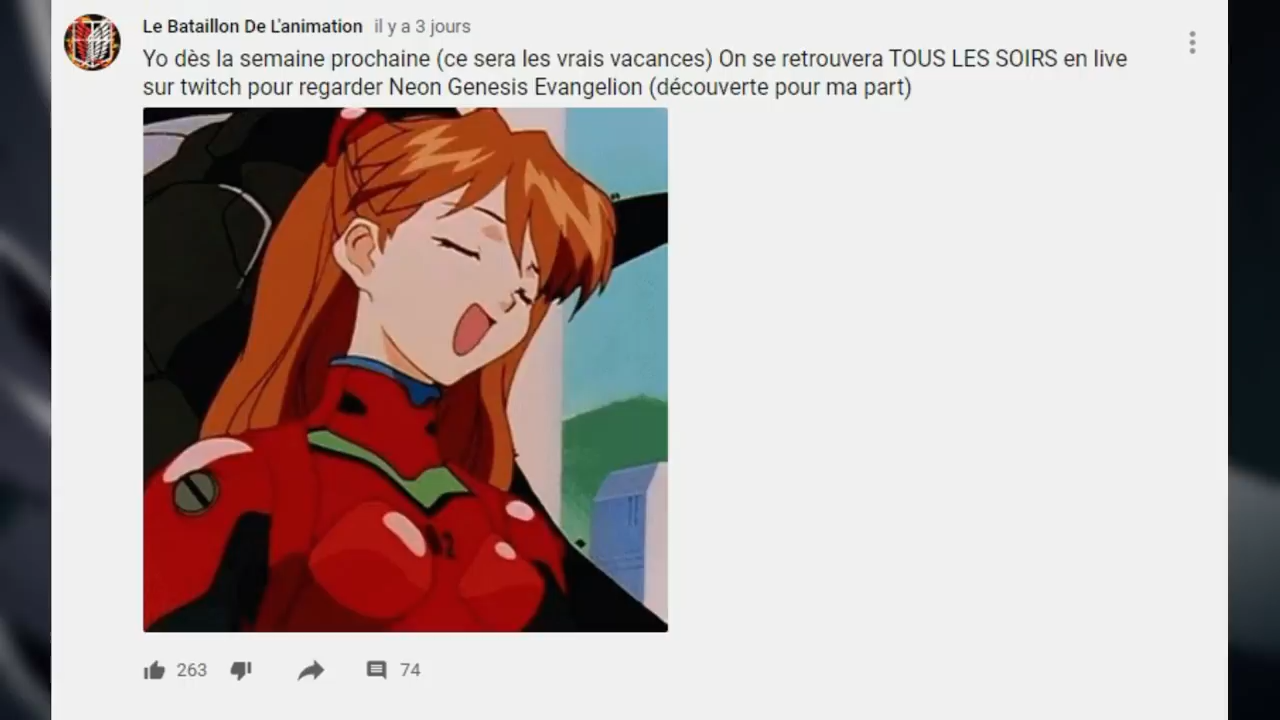 Le Bataillon De L'animation il y a 3 jours
Yo dès la semaine prochaine (ce sera les vrais vacances) On se retrouvera TOUS LES SOIRS en live
sur twitch pour regarder Neon Genesis Evangelion (découverte pour ma part)
263 74